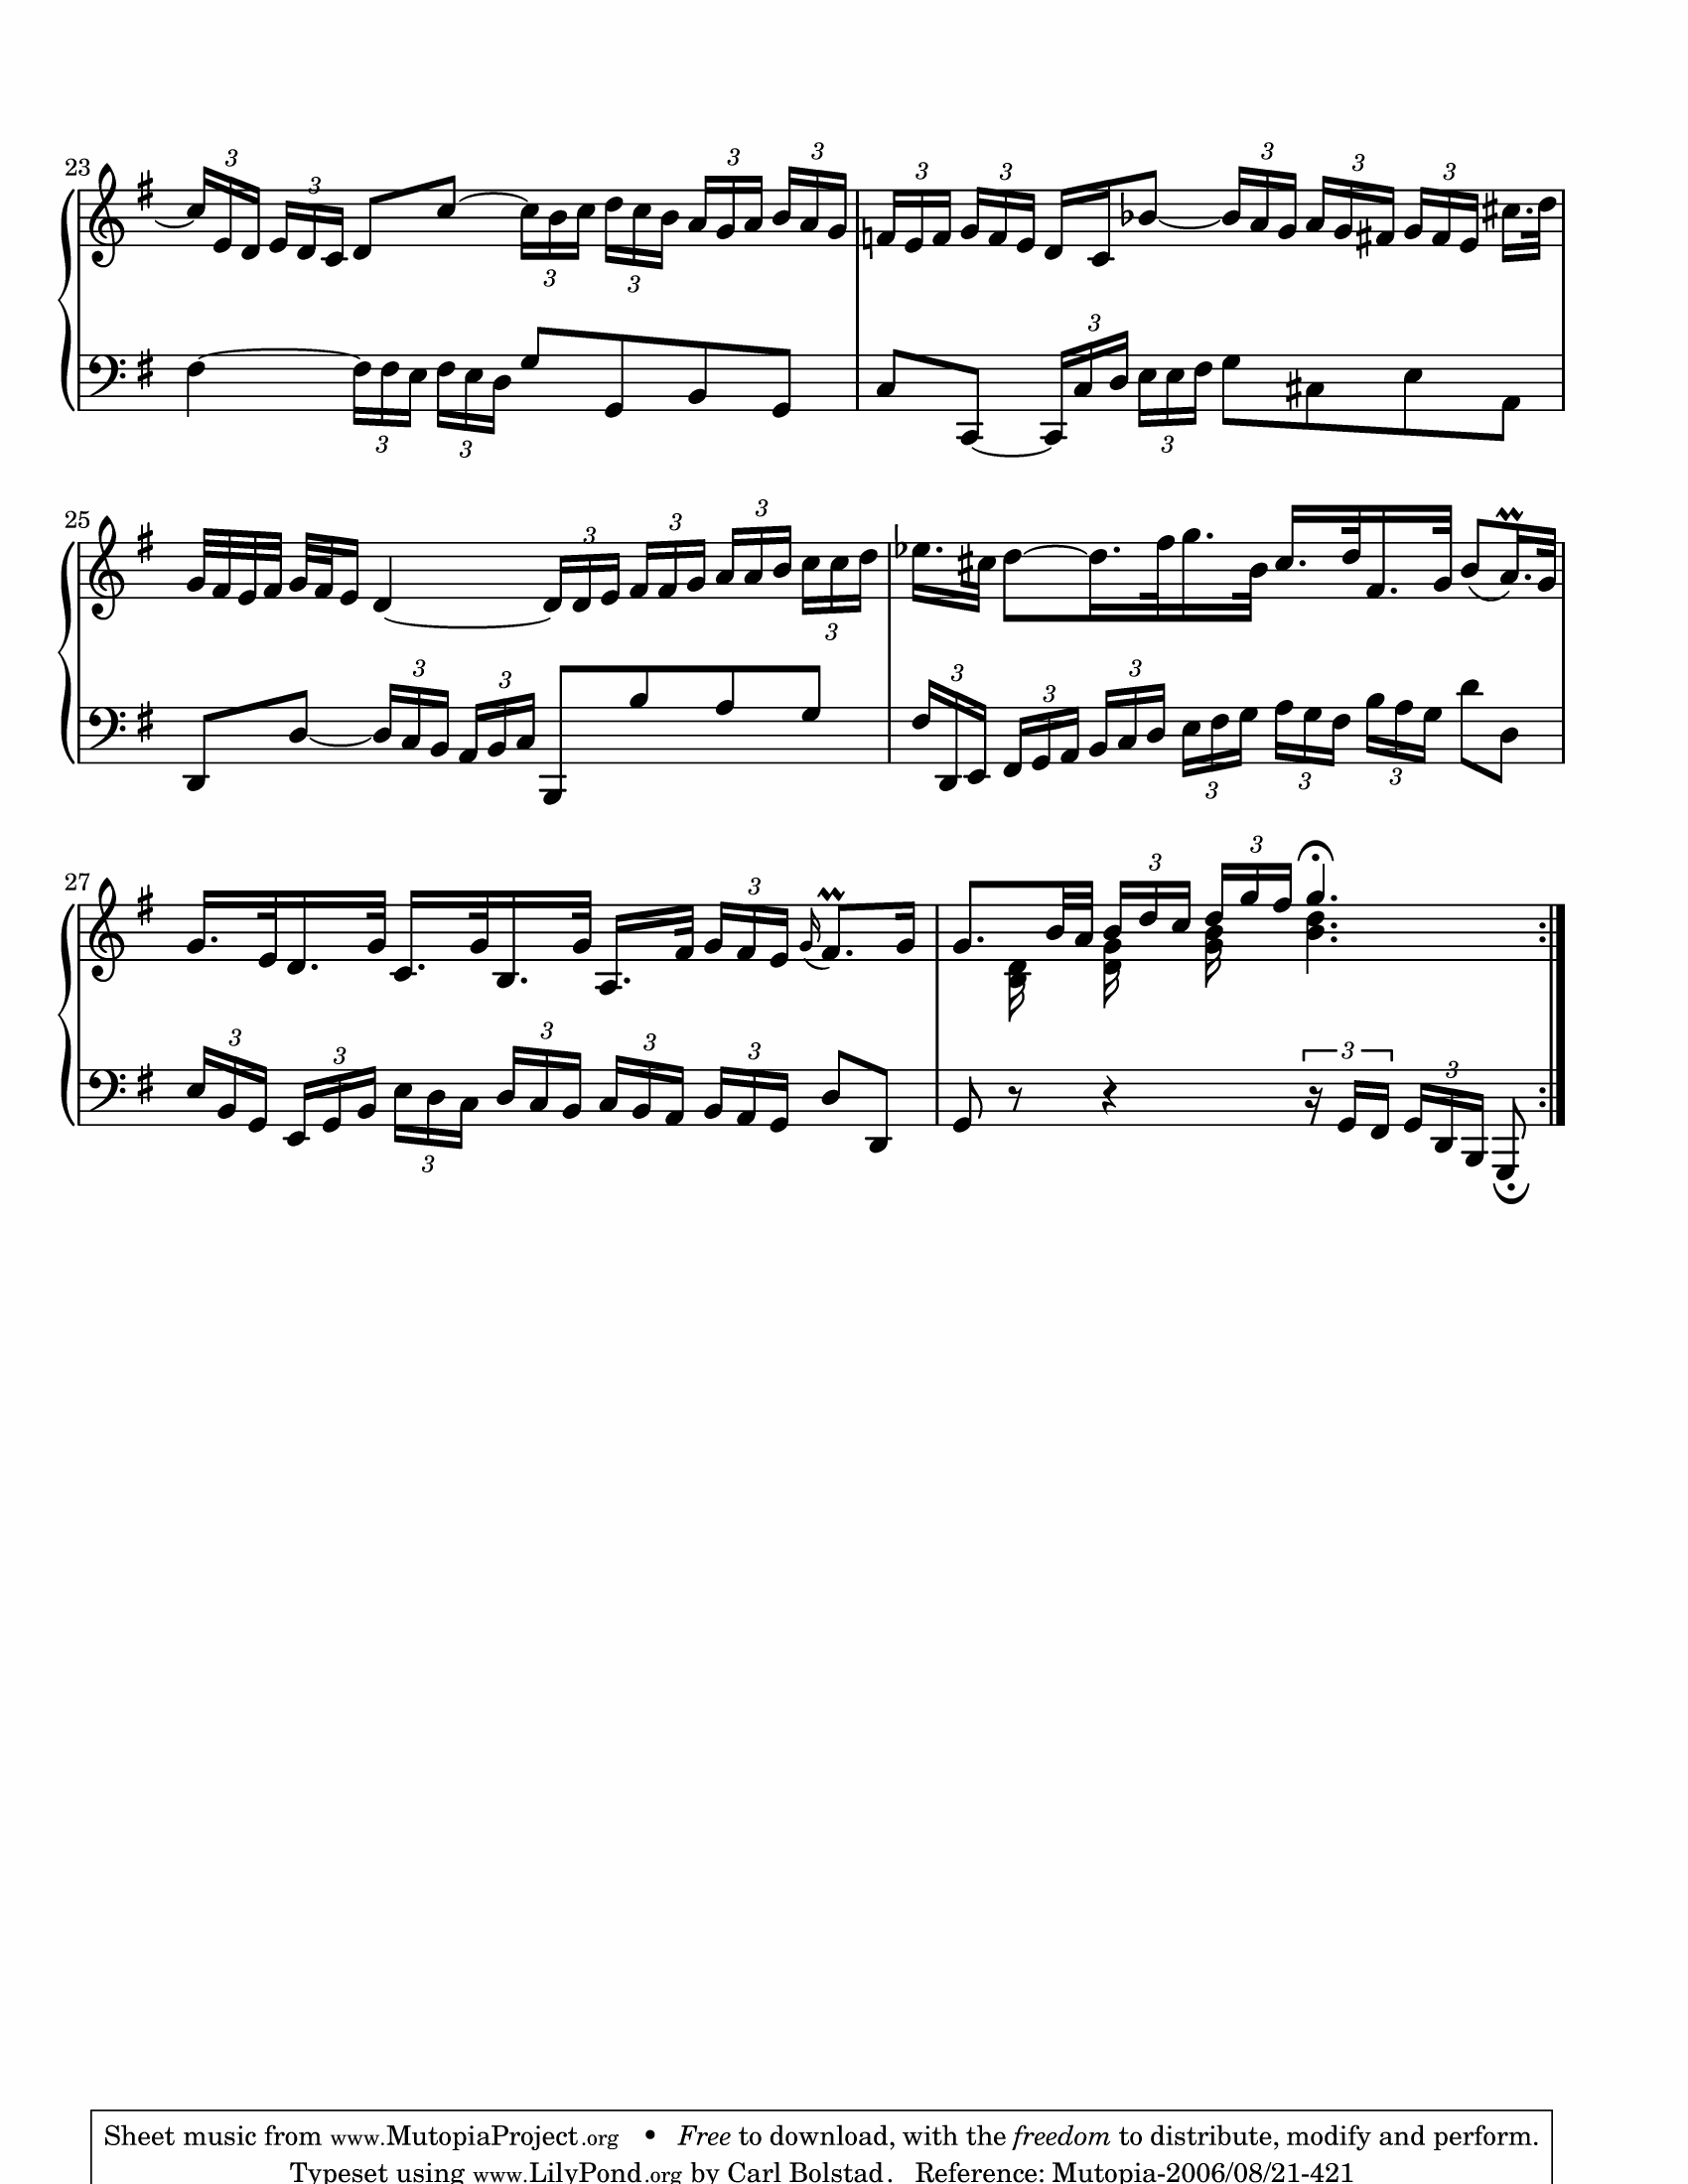 23
3 3 3 3 3 3 3 3 3 3 3
3 3 3 3
25
3 3 3 3
3 3 3 3 3 3 3 3
27
3 3 3
3 3 3 3 3 3 3
Sheet music from www.MutopiaProject.org • Free to download, with the freedom to distribute, modify and perform.
Typeset using www.LilyPond.org by Carl Bolstad. Reference: Mutopia-2006/08/21-421